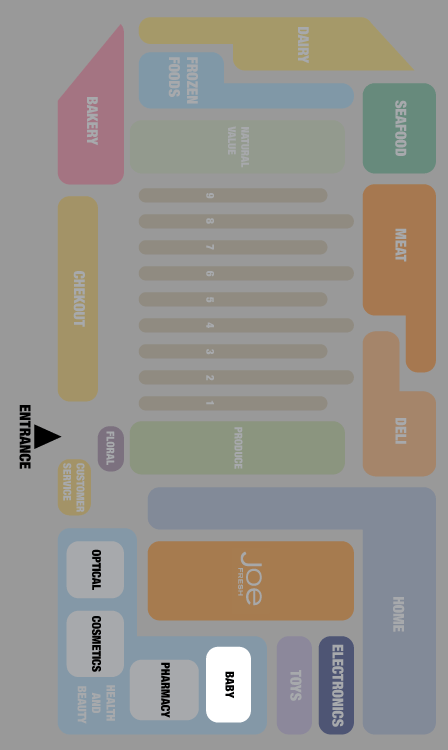 DAIRY
FROZEN
FOODS
SEAFOOD
BAKERY
NATURAL
VALUE
MEAT
CHEKOUT
9
8
7
6
5
4
3
2
1
DELI
ENTRANCE
FLORAL
PRODUCE
CUSTOMER
SERVICE
OPTICAL
JOE
FRESH
HOME
COSMETICS
HEALTH
AND
BEAUTY
PHARMACY
BABY
TOYS
ELECTRONICS